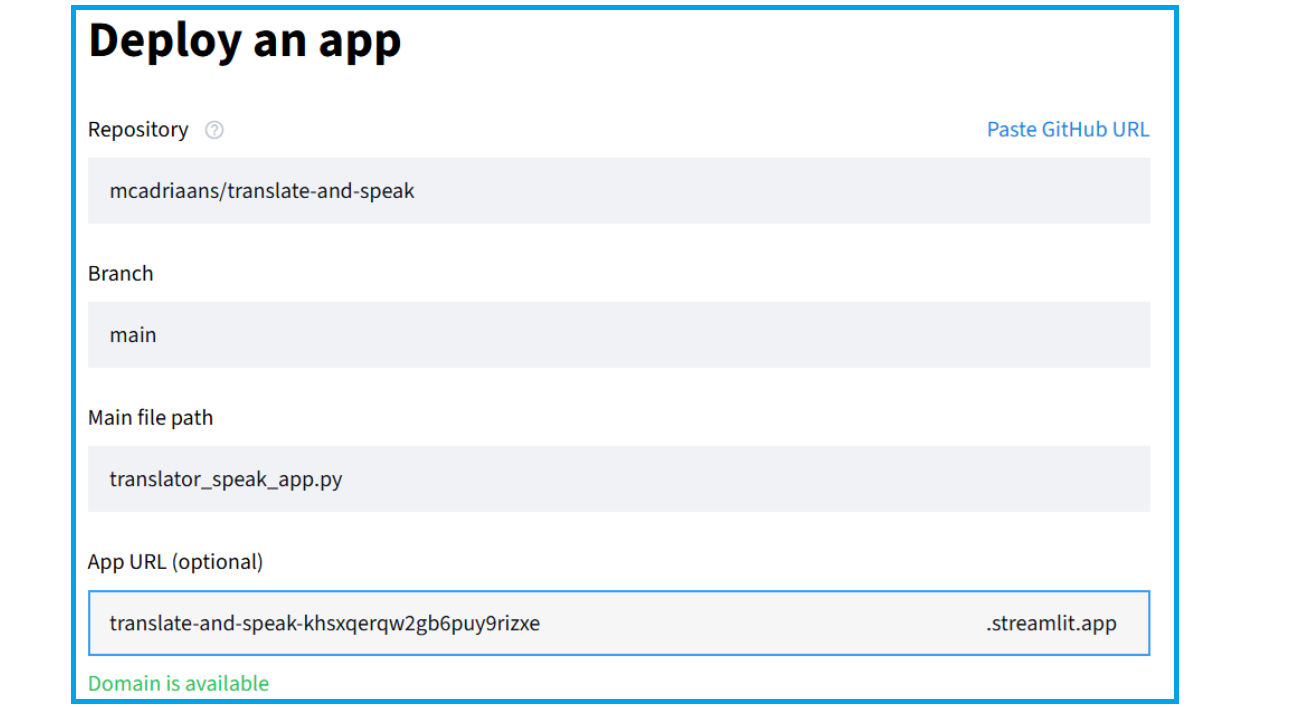 Deploy an app
Repository ? Paste GitHub URL
mcadriaans/translate-and-speak
Branch
main
Main file path
translator_speak_app.py
App URL (optional)
translate-and-speak-khsxqerqw2gb6puy9rizxe .streamlit.app
Domain is available